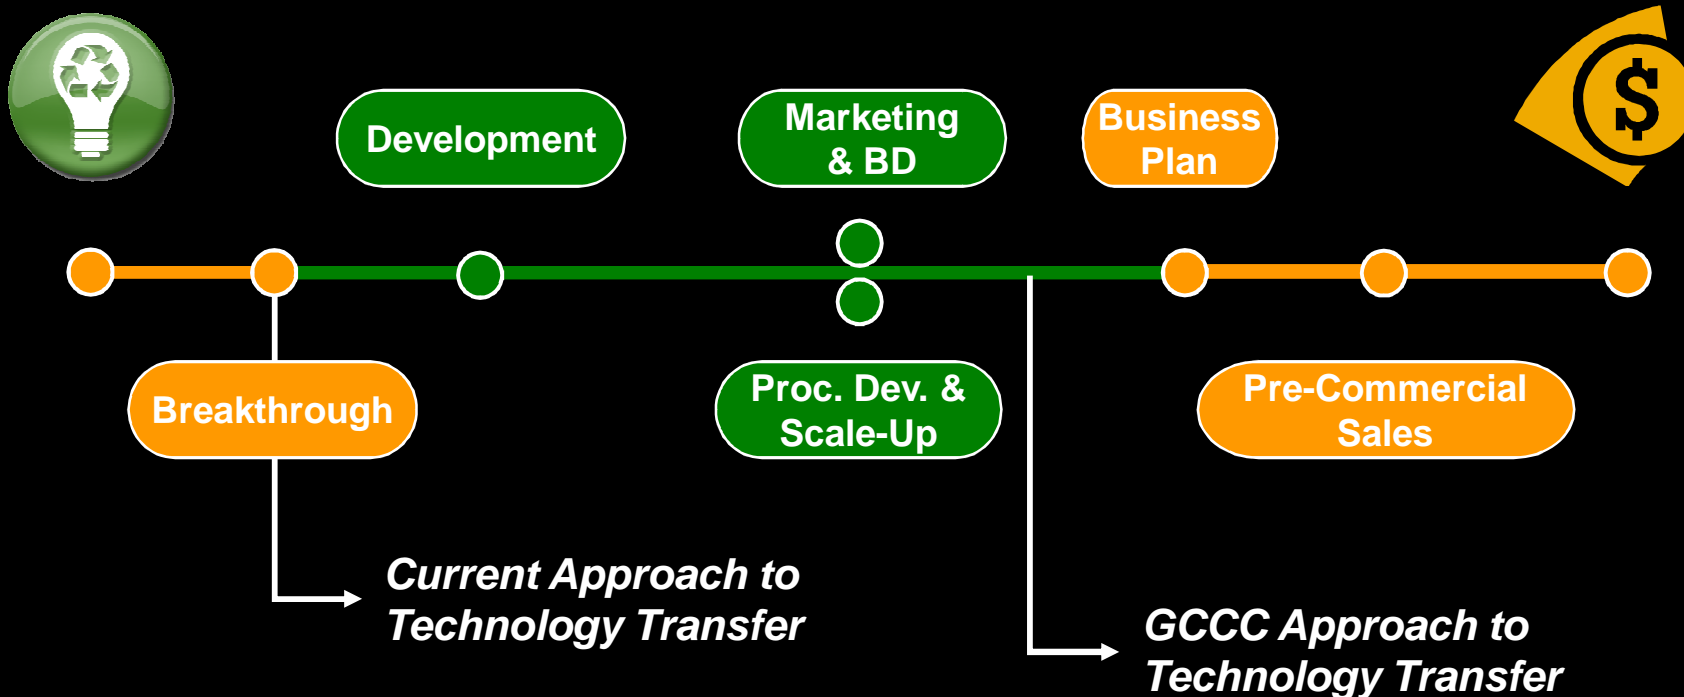 Development
Marketing
& BD
Business
Plan
$
Breakthrough
Proc. Dev. &
Scale-Up
Pre-Commercial
Sales
Current Approach to
Technology Transfer
GCCC Approach to
Technology Transfer